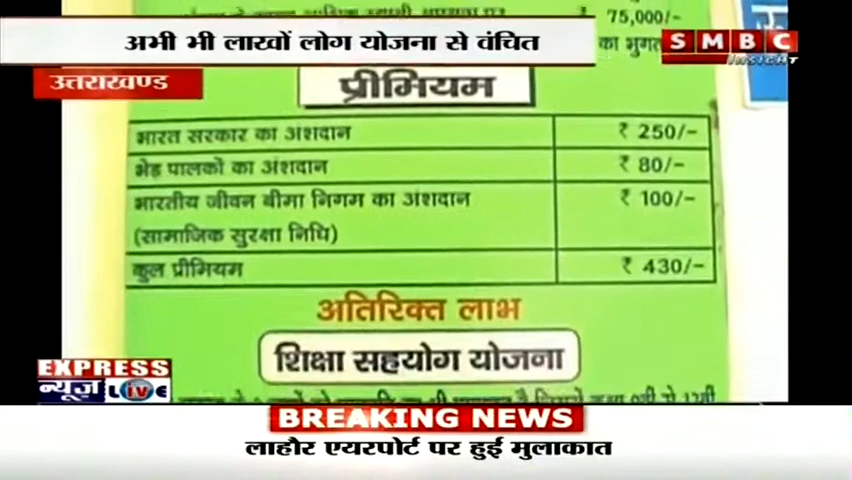 75,000/-
अभी भी लाखों लोग योजना से वंचित
का
SMBC
INSIGHT
उत्तराखण्ड
प्रीमियम
भारत सरकार का अंशदान ₹ 250/-
भेड़ पालकों का अंशदान ₹ 80/-
भारतीय जीवन बीमा निगम का अंशदान ₹ 100/-
(सामाजिक सुरक्षा निधि)
कुल प्रीमियम ₹ 430/-
अतिरिक्त लाभ
शिक्षा सहयोग योजना
EXPRESS
न्यूज़ LIVE
BREAKING NEWS
लाहौर एयरपोर्ट पर हुई मुलाकात